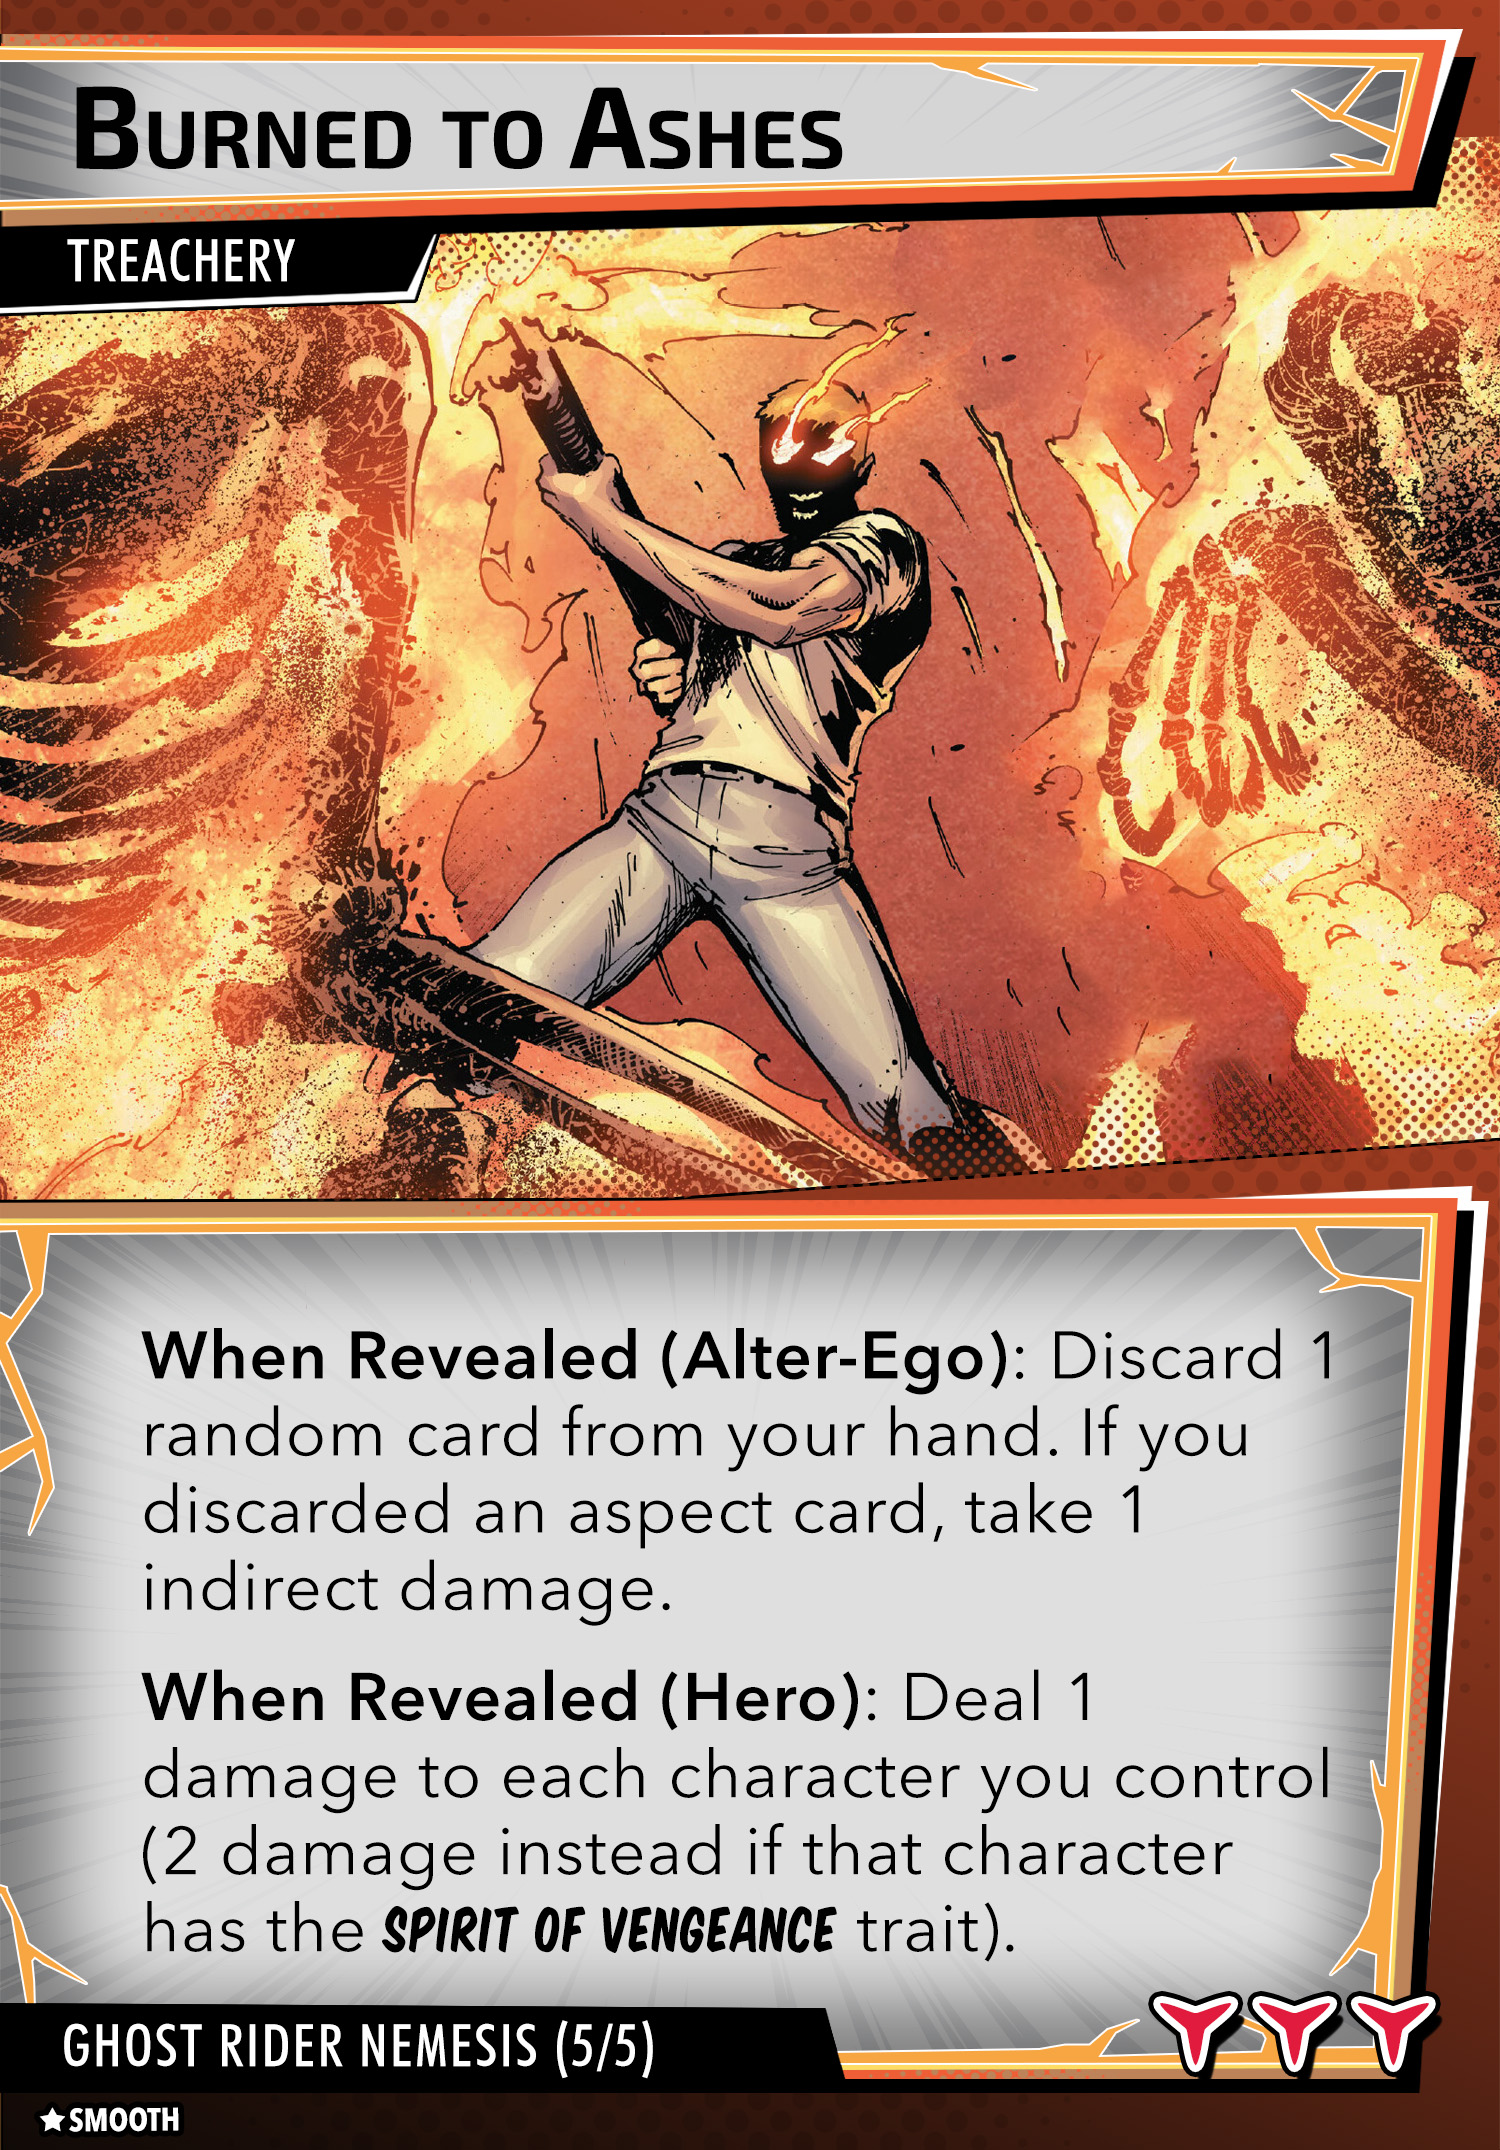 Burned to Ashes
TREACHERY
When Revealed (Alter-Ego): Discard 1
random card from your hand. If you
discarded an aspect card, take 1
indirect damage.
When Revealed (Hero): Deal 1
damage to each character you control
(2 damage instead if that character
has the SPIRIT OF VENGEANCE trait).
GHOST RIDER NEMESIS (5/5)
★SMOOTH